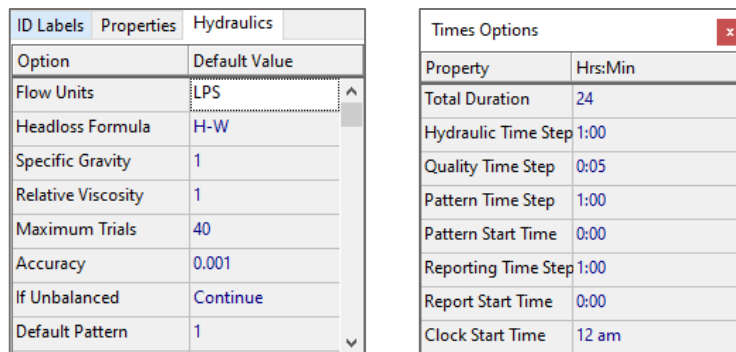 ID Labels Properties Hydraulics
Option Default Value
Flow Units LPS
Headloss Formula H-W
Specific Gravity 1
Relative Viscosity 1
Maximum Trials 40
Accuracy 0.001
If Unbalanced Continue
Default Pattern 1
Times Options x
Property Hrs:Min
Total Duration 24
Hydraulic Time Step 1:00
Quality Time Step 0:05
Pattern Time Step 1:00
Pattern Start Time 0:00
Reporting Time Step 1:00
Report Start Time 0:00
Clock Start Time 12 am